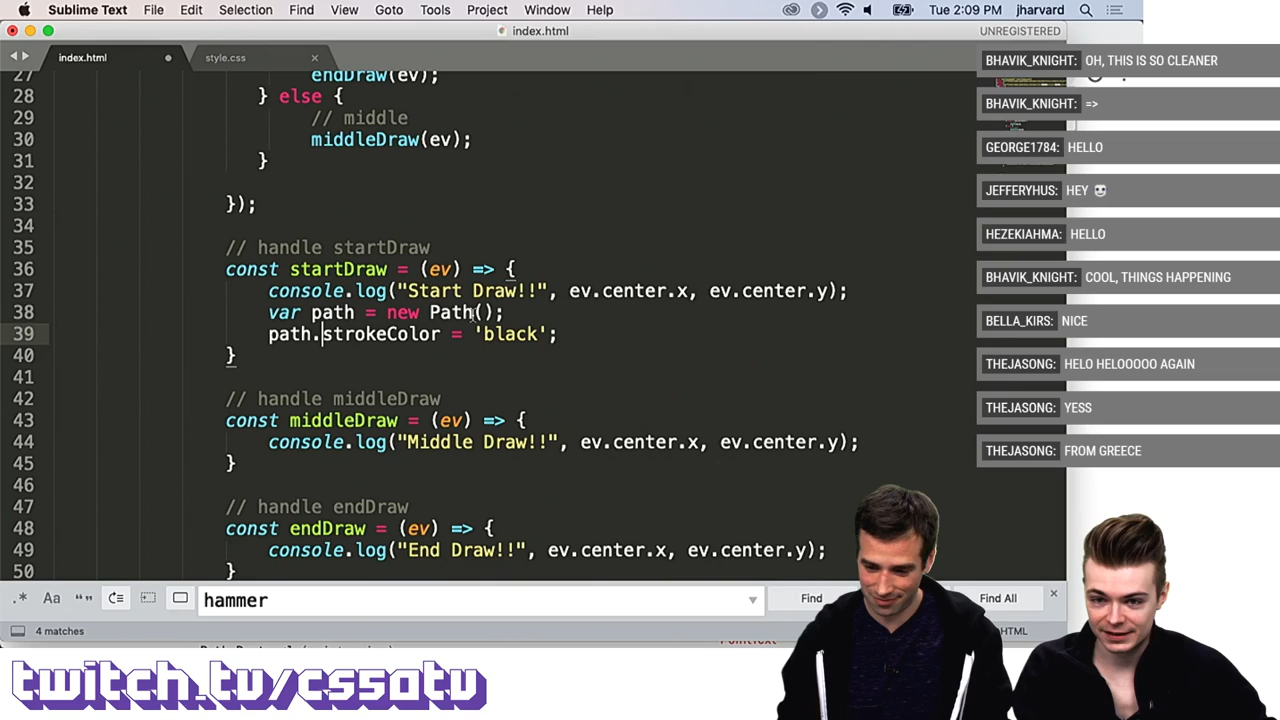 Sublime Text File Edit Selection Find View Goto Tools Project Window Help Tue 2:09 PM jharvard
index.html UNREGISTERED
index.html style.css
27 endDraw(ev);
28 } else {
29 // middle
30 middleDraw(ev);
31 }
32
33 });
34
35 // handle startDraw
36 const startDraw = (ev) => {
37 console.log("Start Draw!!", ev.center.x, ev.center.y);
38 var path = new Path();
39 path.strokeColor = 'black';
40 }
41
42 // handle middleDraw
43 const middleDraw = (ev) => {
44 console.log("Middle Draw!!", ev.center.x, ev.center.y);
45 }
46
47 // handle endDraw
48 const endDraw = (ev) => {
49 console.log("End Draw!!", ev.center.x, ev.center.y);
50 }
BHAVIK_KNIGHT: OH, THIS IS SO CLEANER
BHAVIK_KNIGHT: =>
GEORGE1784: HELLO
JEFFERYHUS: HEY
HEZEKIAHMA: HELLO
BHAVIK_KNIGHT: COOL, THINGS HAPPENING
BELLA_KIRS: NICE
THEJASONG: HELO HELOOOOO AGAIN
THEJASONG: YESS
THEJASONG: FROM GREECE
.* Aa “” hammer Find Find All
4 matches HTML
twitch.tv/cs50tv